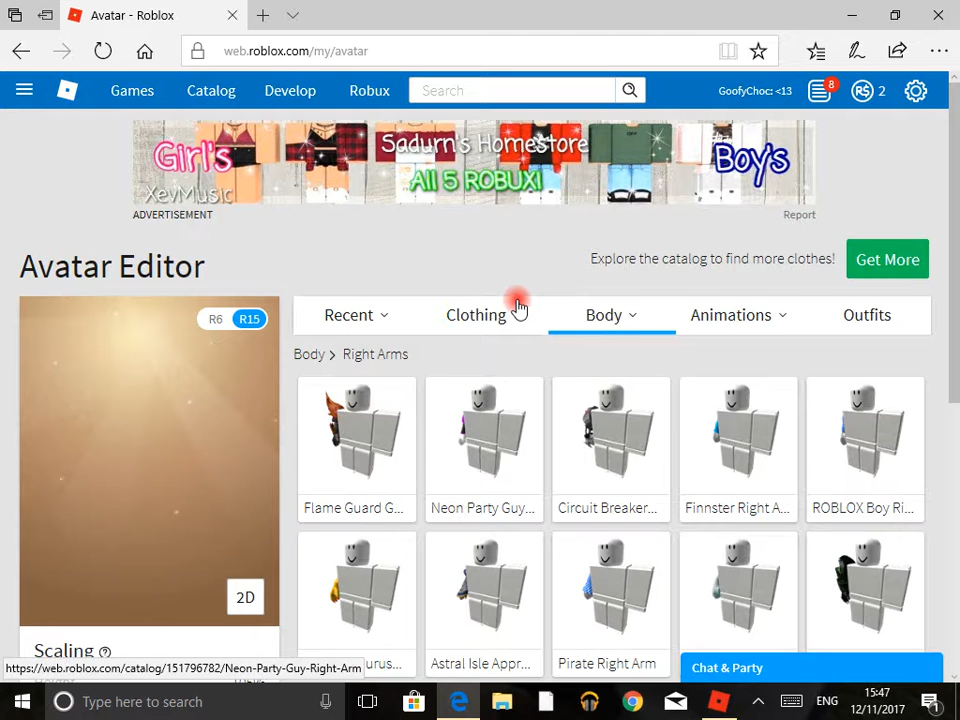 Avatar - Roblox
web.roblox.com/my/avatar
Games
Catalog
Develop
Robux
Search...
GoofyChoc: <13
8
R$ 2
Girl's
XevMusic
Sadurn's Homestore
All 5 ROBUX!
Boy's
ADVERTISEMENT
Report
Avatar Editor
Explore the catalog to find more clothes!
Get More
R6 R15
2D
Scaling
Recent
Clothing
Body
Animations
Outfits
Body > Right Arms
Flame Guard G...
Neon Party Guy...
Circuit Breaker...
Finnster Right A...
ROBLOX Boy Ri...
Astral Isle Appr...
Pirate Right Arm
Chat & Party
https://web.roblox.com/catalog/151796782/Neon-Party-Guy-Right-Arm
Type here to search
ENG
15:47
12/11/2017
1